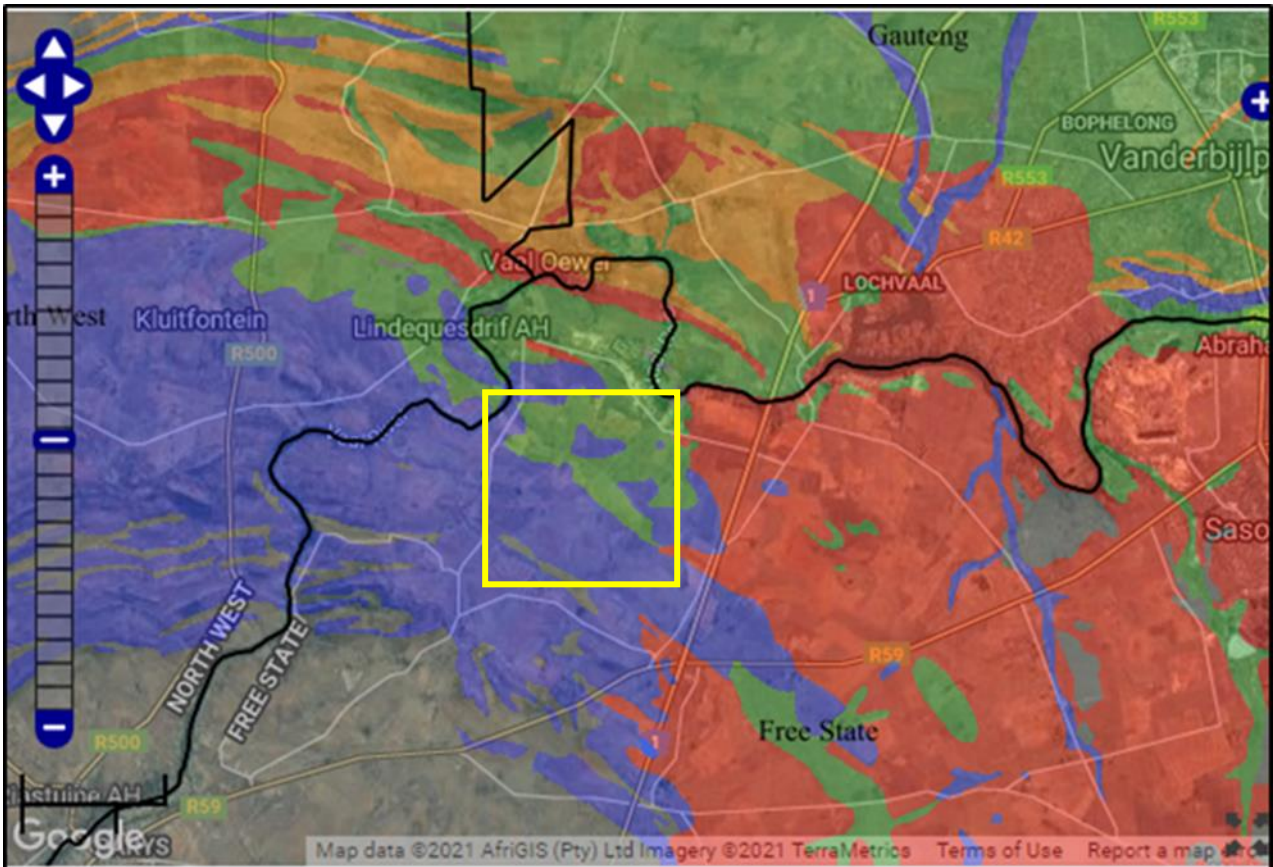 R553
Gauteng
BOPHELONG
Vanderbijlp
R553
R42
Vaal Oewer
LOCHVAAL
1
rth West
Kluitfontein
Lindequesdrif AH
R500
Abraha
Saso
NORTH WEST
FREE STATE
R59
Free State
1
R500
R59
Google
Map data ©2021 AfriGIS (Pty) Ltd Imagery ©2021 TerraMetrics
Terms of Use
Report a map